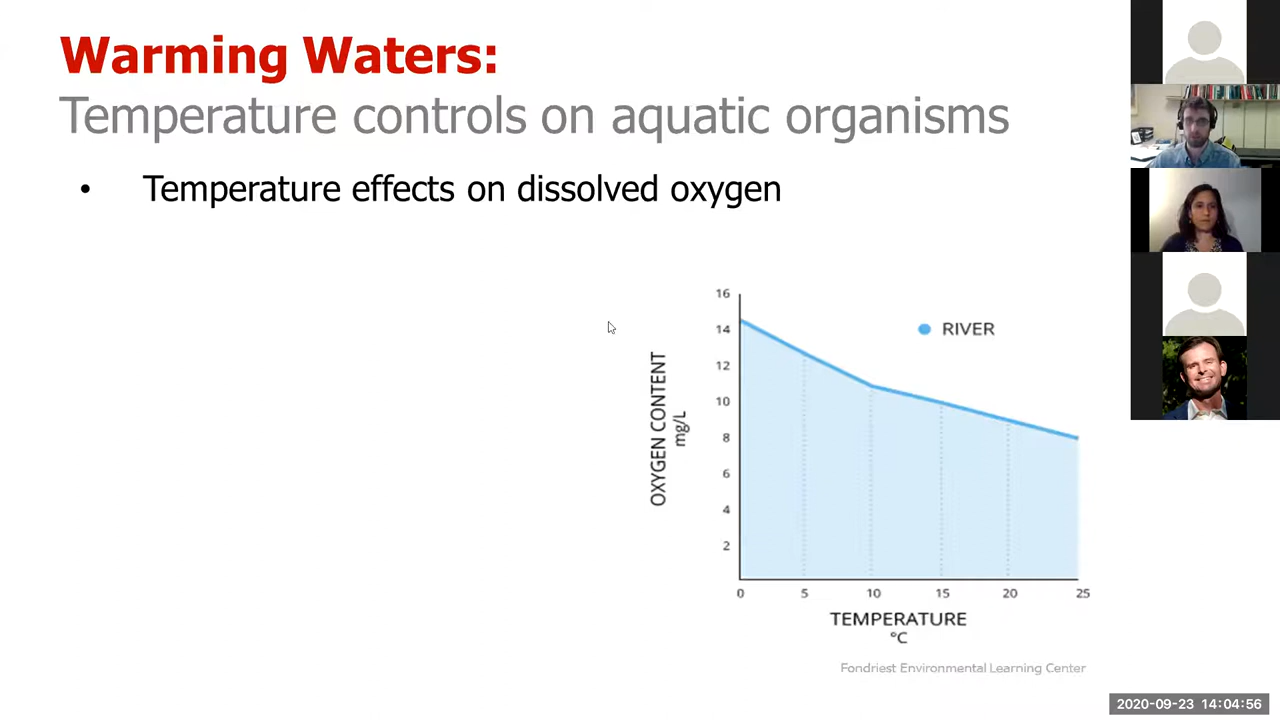 Warming Waters:
Temperature controls on aquatic organisms
• Temperature effects on dissolved oxygen
16
14
12
10
8
6
4
2
OXYGEN CONTENT
mg/L
RIVER
0 5 10 15 20 25
TEMPERATURE
°C
Fondriest Environmental Learning Center
2020-09-23 14:04:56